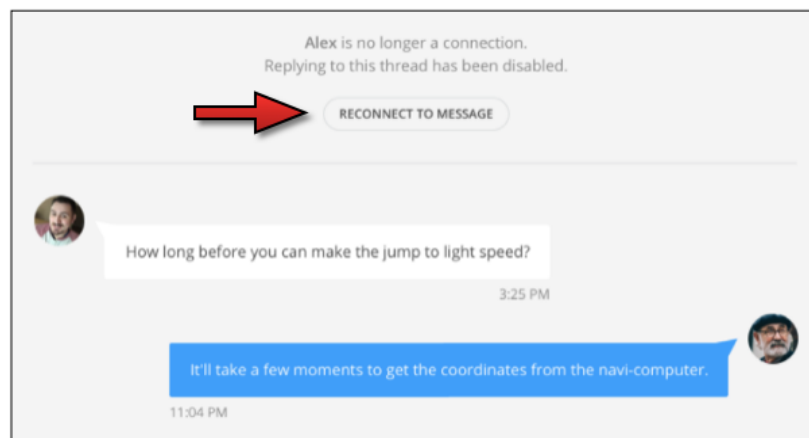 Alex is no longer a connection.
Replying to this thread has been disabled.
RECONNECT TO MESSAGE
How long before you can make the jump to light speed?
3:25 PM
It'll take a few moments to get the coordinates from the navi-computer.
11:04 PM